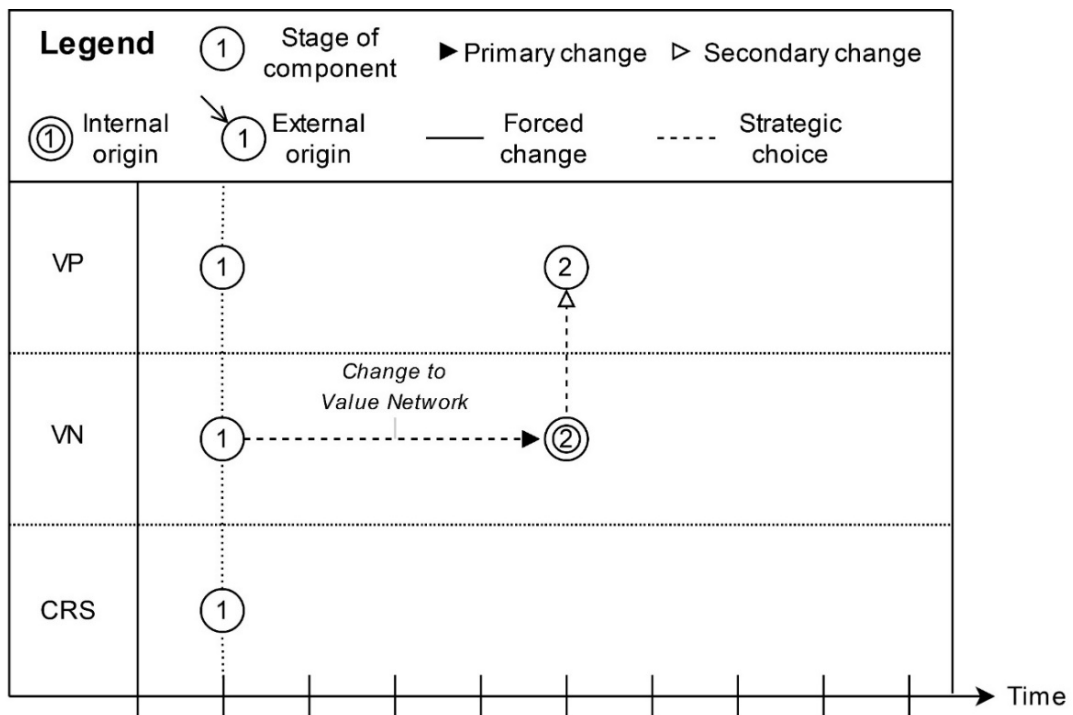 Legend
1
Stage of
component
Primary change
Secondary change
1
Internal
origin
1
External
origin
Forced
change
Strategic
choice
VP
1
2
Change to
Value Network
VN
1
2
CRS
1
Time